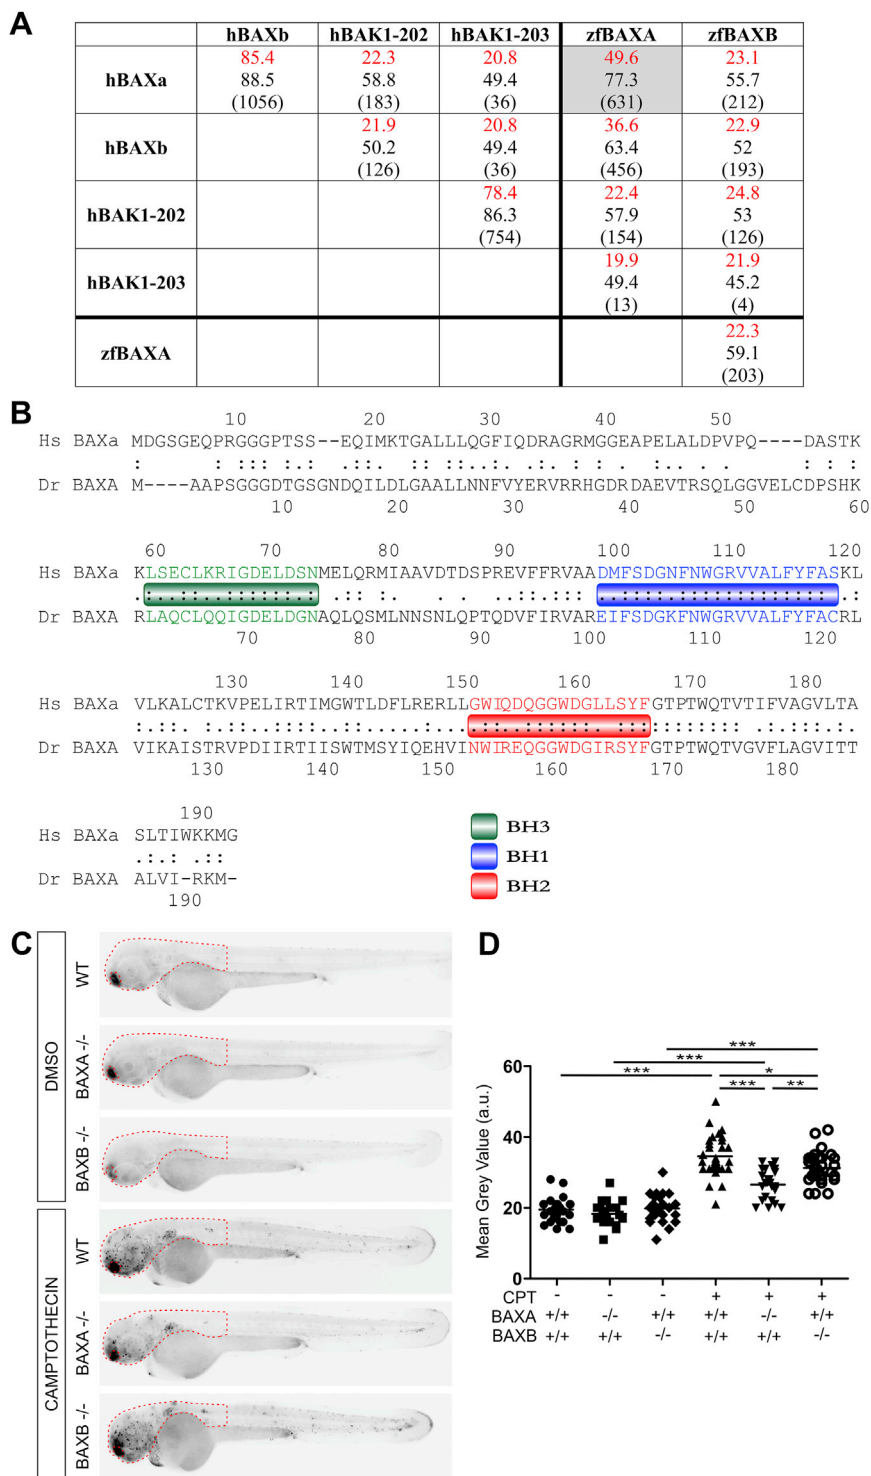 A
hBAXb hBAK1-202 hBAK1-203 zfBAXA zfBAXB
hBAXa
85.4 22.3 20.8 49.6 23.1
88.5 58.8 49.4 77.3 55.7
(1056) (183) (36) (631) (212)
hBAXb
21.9 20.8 36.6 22.9
50.2 49.4 63.4 52
(126) (36) (456) (193)
hBAK1-202
78.4 22.4 24.8
86.3 57.9 53
(754) (154) (126)
hBAK1-203
19.9 21.9
49.4 45.2
(13) (4)
zfBAXA
22.3
59.1
(203)
B
10 20 30 40 50
Hs BAXa MDGSGEQPRGGGPTSS--EQIMKTGALLLQGFIQDRAGRMGGEAPELALDPVPQ----DASTK
Dr BAXA M----AAPSGGGDTGSGNDQILDLGAALLNNFVYERVRRHGDRDAEVTRSQLGGVELCDPSHK
10 20 30 40 50 60
60 70 80 90 100 110 120
Hs BAXa KLSECLKRIGDELDSNMELQRMIAAVDTDSPREVFFRVAADMFSDGNFNWGRVVALFYFASKL
Dr BAXA RLAQCLQQIGDELDGNAQLQSMLNNSNLQPTQDVFIRVAREIFSDGKFNWGRVVALFYFACRL
70 80 90 100 110 120
130 140 150 160 170 180
Hs BAXa VLKALCTKVPELIRTIMGWTLDFLRERLLGWIQDQGGWDGLLSYFGTPTWQTVTIFVAGVLTA
Dr BAXA VIKAISTRVPDIIRTIISWTMSYIQEHVINWIREQGGWDGIRSYFGTPTWQTVGVFLAGVITT
130 140 150 160 170 180
190
Hs BAXa SLTIWKKMG
Dr BAXA ALVI-RKM-
190
BH3
BH1
BH2
C
DMSO
WT
BAXA -/-
BAXB -/-
CAMPTOTHECIN
WT
BAXA -/-
BAXB -/-
D
Mean Grey Value (a.u.)
60
40
20
0
***
***
*** *
*** **
CPT - - - + + +
BAXA +/+ -/- +/+ +/+ -/- +/+
BAXB +/+ +/+ -/- +/+ +/+ -/-